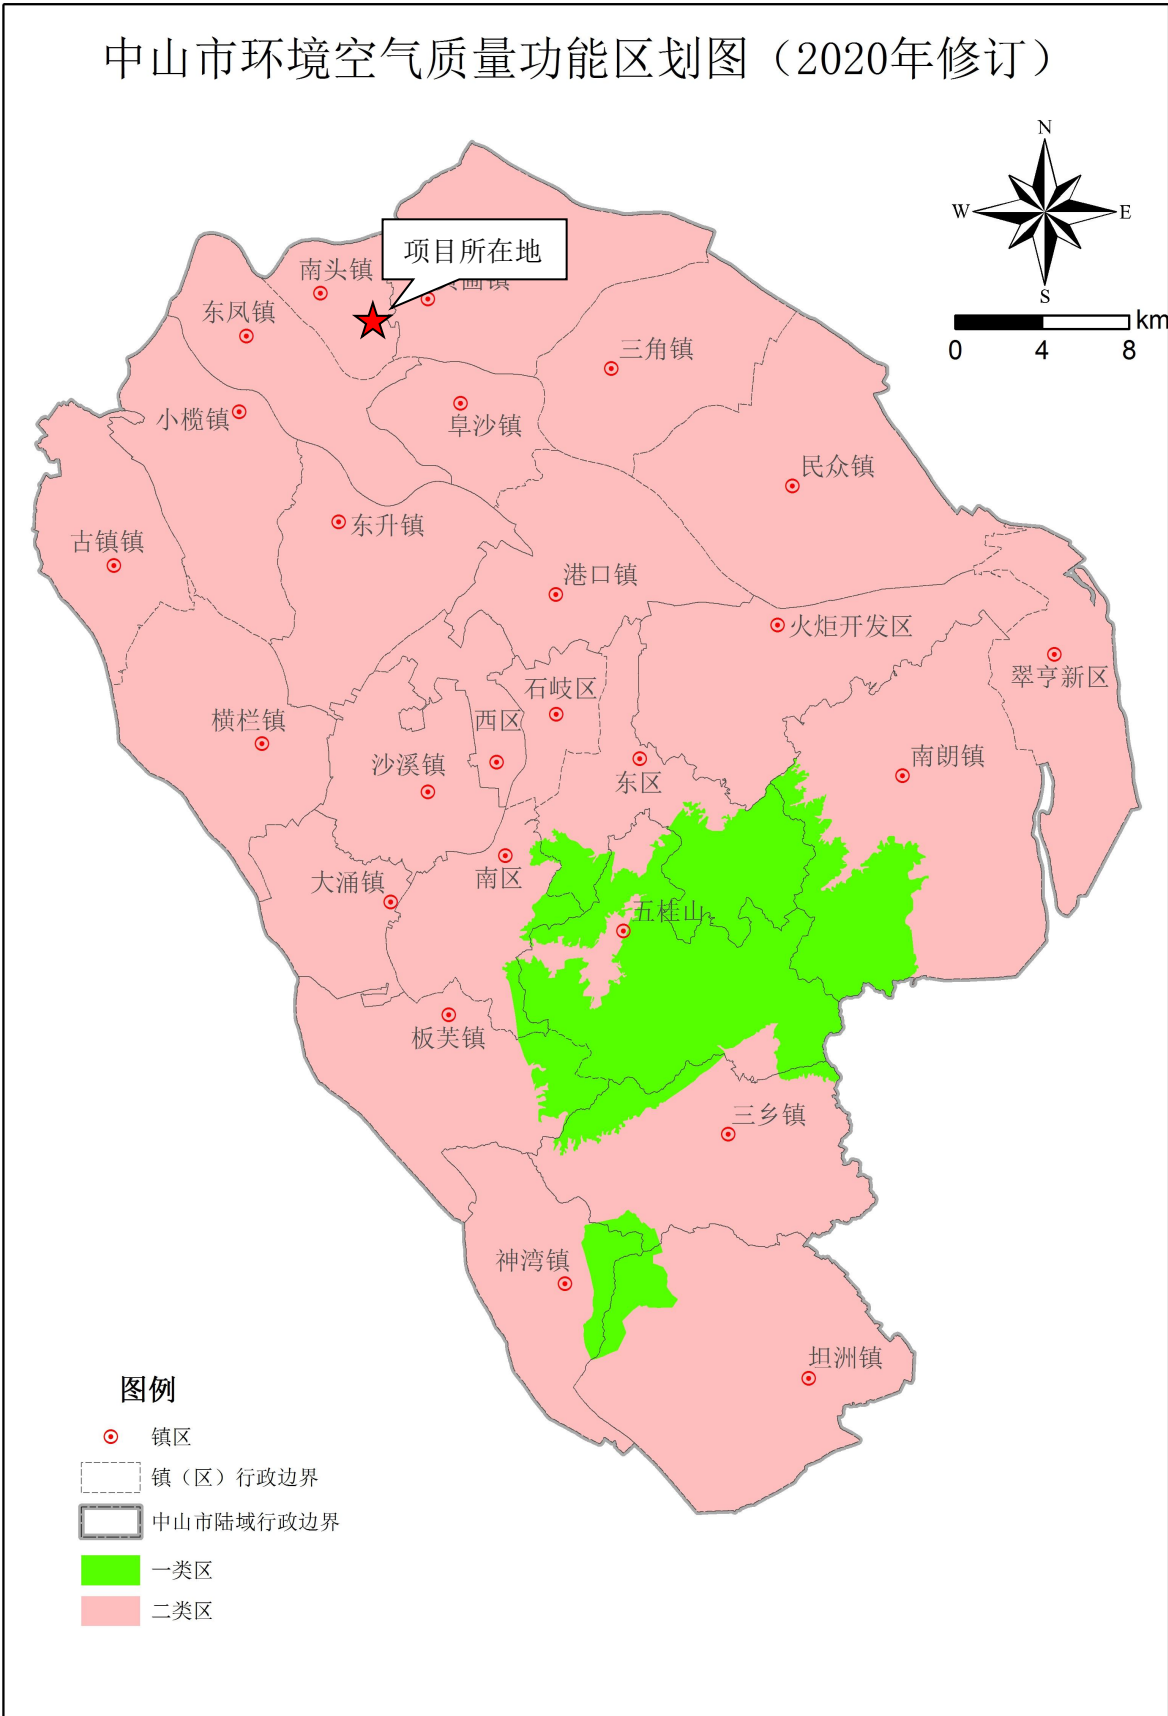 中山市环境空气质量功能区划图（2020年修订）
N
W
E
S
km
0 4 8
项目所在地
南头镇
东凤镇
三角镇
小榄镇
阜沙镇
民众镇
东升镇
古镇镇
港口镇
火炬开发区
翠亨新区
石岐区
横栏镇
西区
南朗镇
沙溪镇
东区
南区
大涌镇
五桂山
板芙镇
三乡镇
神湾镇
坦洲镇
图例
镇区
镇（区）行政边界
中山市陆域行政边界
一类区
二类区